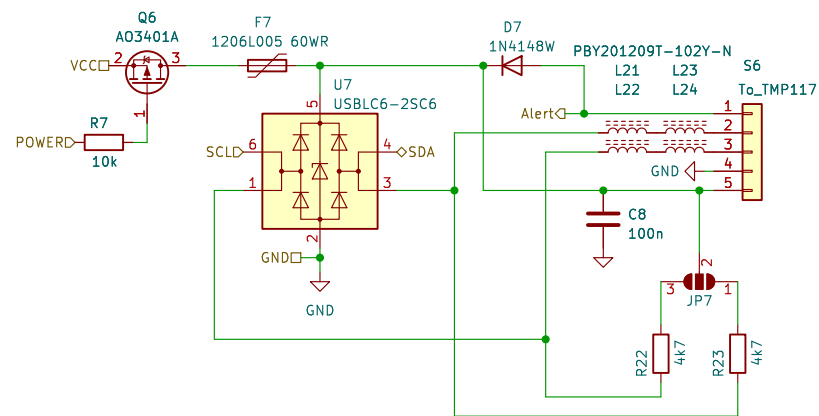 Q6
AO3401A
VCC
2
3
1
POWER
R7
10k
F7
1206L005 60WR
U7
USBLC6-2SC6
5
SCL
6
4
SDA
1
3
2
GND
GND
D7
1N4148W
PBY201209T-102Y-N
L21 L23
L22 L24
S6
To_TMP117
Alert
1
2
3
GND
4
5
C8
100n
2
3
1
JP7
R22
4k7
R23
4k7